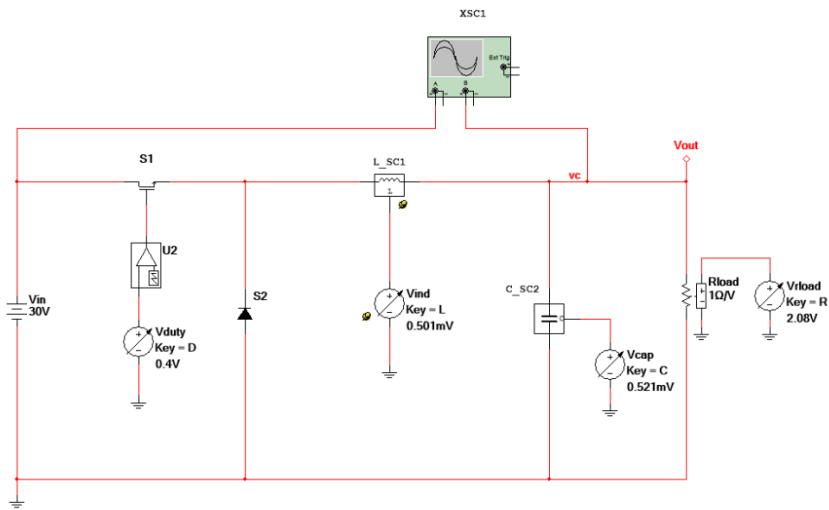 XSC1
Ext Trig
+
-
A
B
+ - + -
Vout
S1
L_SC1
vc
L
U2
Vin
30V
S2
Vind
Key = L
0.501mV
C_SC2
Rload
1Ω/V
Vrload
Key = R
2.08V
Vduty
Key = D
0.4V
Vcap
Key = C
0.521mV